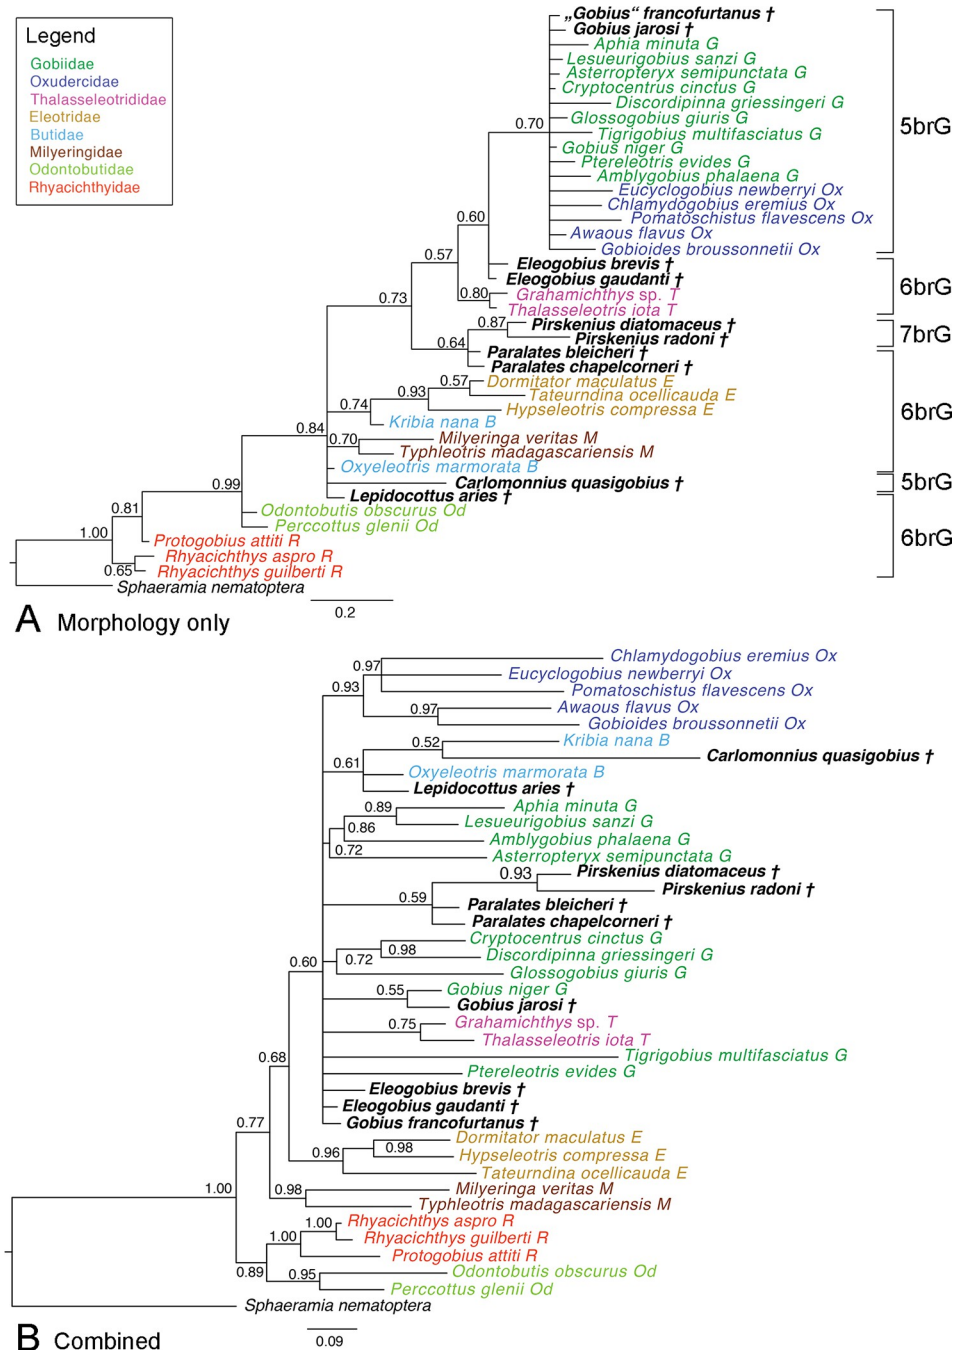 Legend
Gobiidae
Oxudercidae
Thalasseleotrididae
Eleotridae
Butidae
Milyeringidae
Odontobutidae
Rhyacichthyidae
„Gobius“ francofurtanus †
Gobius jarosi †
Aphia minuta G
Lesueurigobius sanzi G
Asterropteryx semipunctata G
Cryptocentrus cinctus G
Discordipinna griessingeri G
Glossogobius giuris G
Tigrigobius multifasciatus G
Gobius niger G
Ptereleotris evides G
Amblygobius phalaena G
Eucyclogobius newberryi Ox
Chlamydogobius eremius Ox
Pomatoschistus flavescens Ox
Awaous flavus Ox
Gobioides broussonnetii Ox
Eleogobius brevis †
Eleogobius gaudanti †
Grahamichthys sp. T
Thalasseleotris iota T
Pirskenius diatomaceus †
Pirskenius radoni †
Paralates bleicheri †
Paralates chapelcorneri †
Dormitator maculatus E
Tateurndina ocellicauda E
Hypseleotris compressa E
Kribia nana B
Milyeringa veritas M
Typhleotris madagascariensis M
Oxyeleotris marmorata B
Carlomonnius quasigobius †
Lepidocottus aries †
Odontobutis obscurus Od
Perccottus glenii Od
Protogobius attiti R
Rhyacichthys aspro R
Rhyacichthys guilberti R
Sphaeramia nematoptera
0.70
0.60
0.57
0.80
0.73
0.87
0.64
0.57
0.93
0.74
0.84
0.70
0.99
0.81
1.00
0.65
5brG
6brG
7brG
6brG
5brG
6brG
0.2
A Morphology only
Chlamydogobius eremius Ox
Eucyclogobius newberryi Ox
Pomatoschistus flavescens Ox
Awaous flavus Ox
Gobioides broussonnetii Ox
Kribia nana B
Carlomonnius quasigobius †
Oxyeleotris marmorata B
Lepidocottus aries †
Aphia minuta G
Lesueurigobius sanzi G
Amblygobius phalaena G
Asterropteryx semipunctata G
Pirskenius diatomaceus †
Pirskenius radoni †
Paralates bleicheri †
Paralates chapelcorneri †
Cryptocentrus cinctus G
Discordipinna griessingeri G
Glossogobius giuris G
Gobius niger G
Gobius jarosi †
Grahamichthys sp. T
Thalasseleotris iota T
Tigrigobius multifasciatus G
Ptereleotris evides G
Eleogobius brevis †
Eleogobius gaudanti †
Gobius francofurtanus †
Dormitator maculatus E
Hypseleotris compressa E
Tateurndina ocellicauda E
Milyeringa veritas M
Typhleotris madagascariensis M
Rhyacichthys aspro R
Rhyacichthys guilberti R
Protogobius attiti R
Odontobutis obscurus Od
Perccottus glenii Od
Sphaeramia nematoptera
0.97
0.93
0.97
0.52
0.61
0.89
0.86
0.72
0.93
0.59
0.98
0.72
0.60
0.55
0.75
0.68
0.98
0.96
0.77
0.98
1.00
1.00
1.00
0.89
0.95
0.09
B Combined